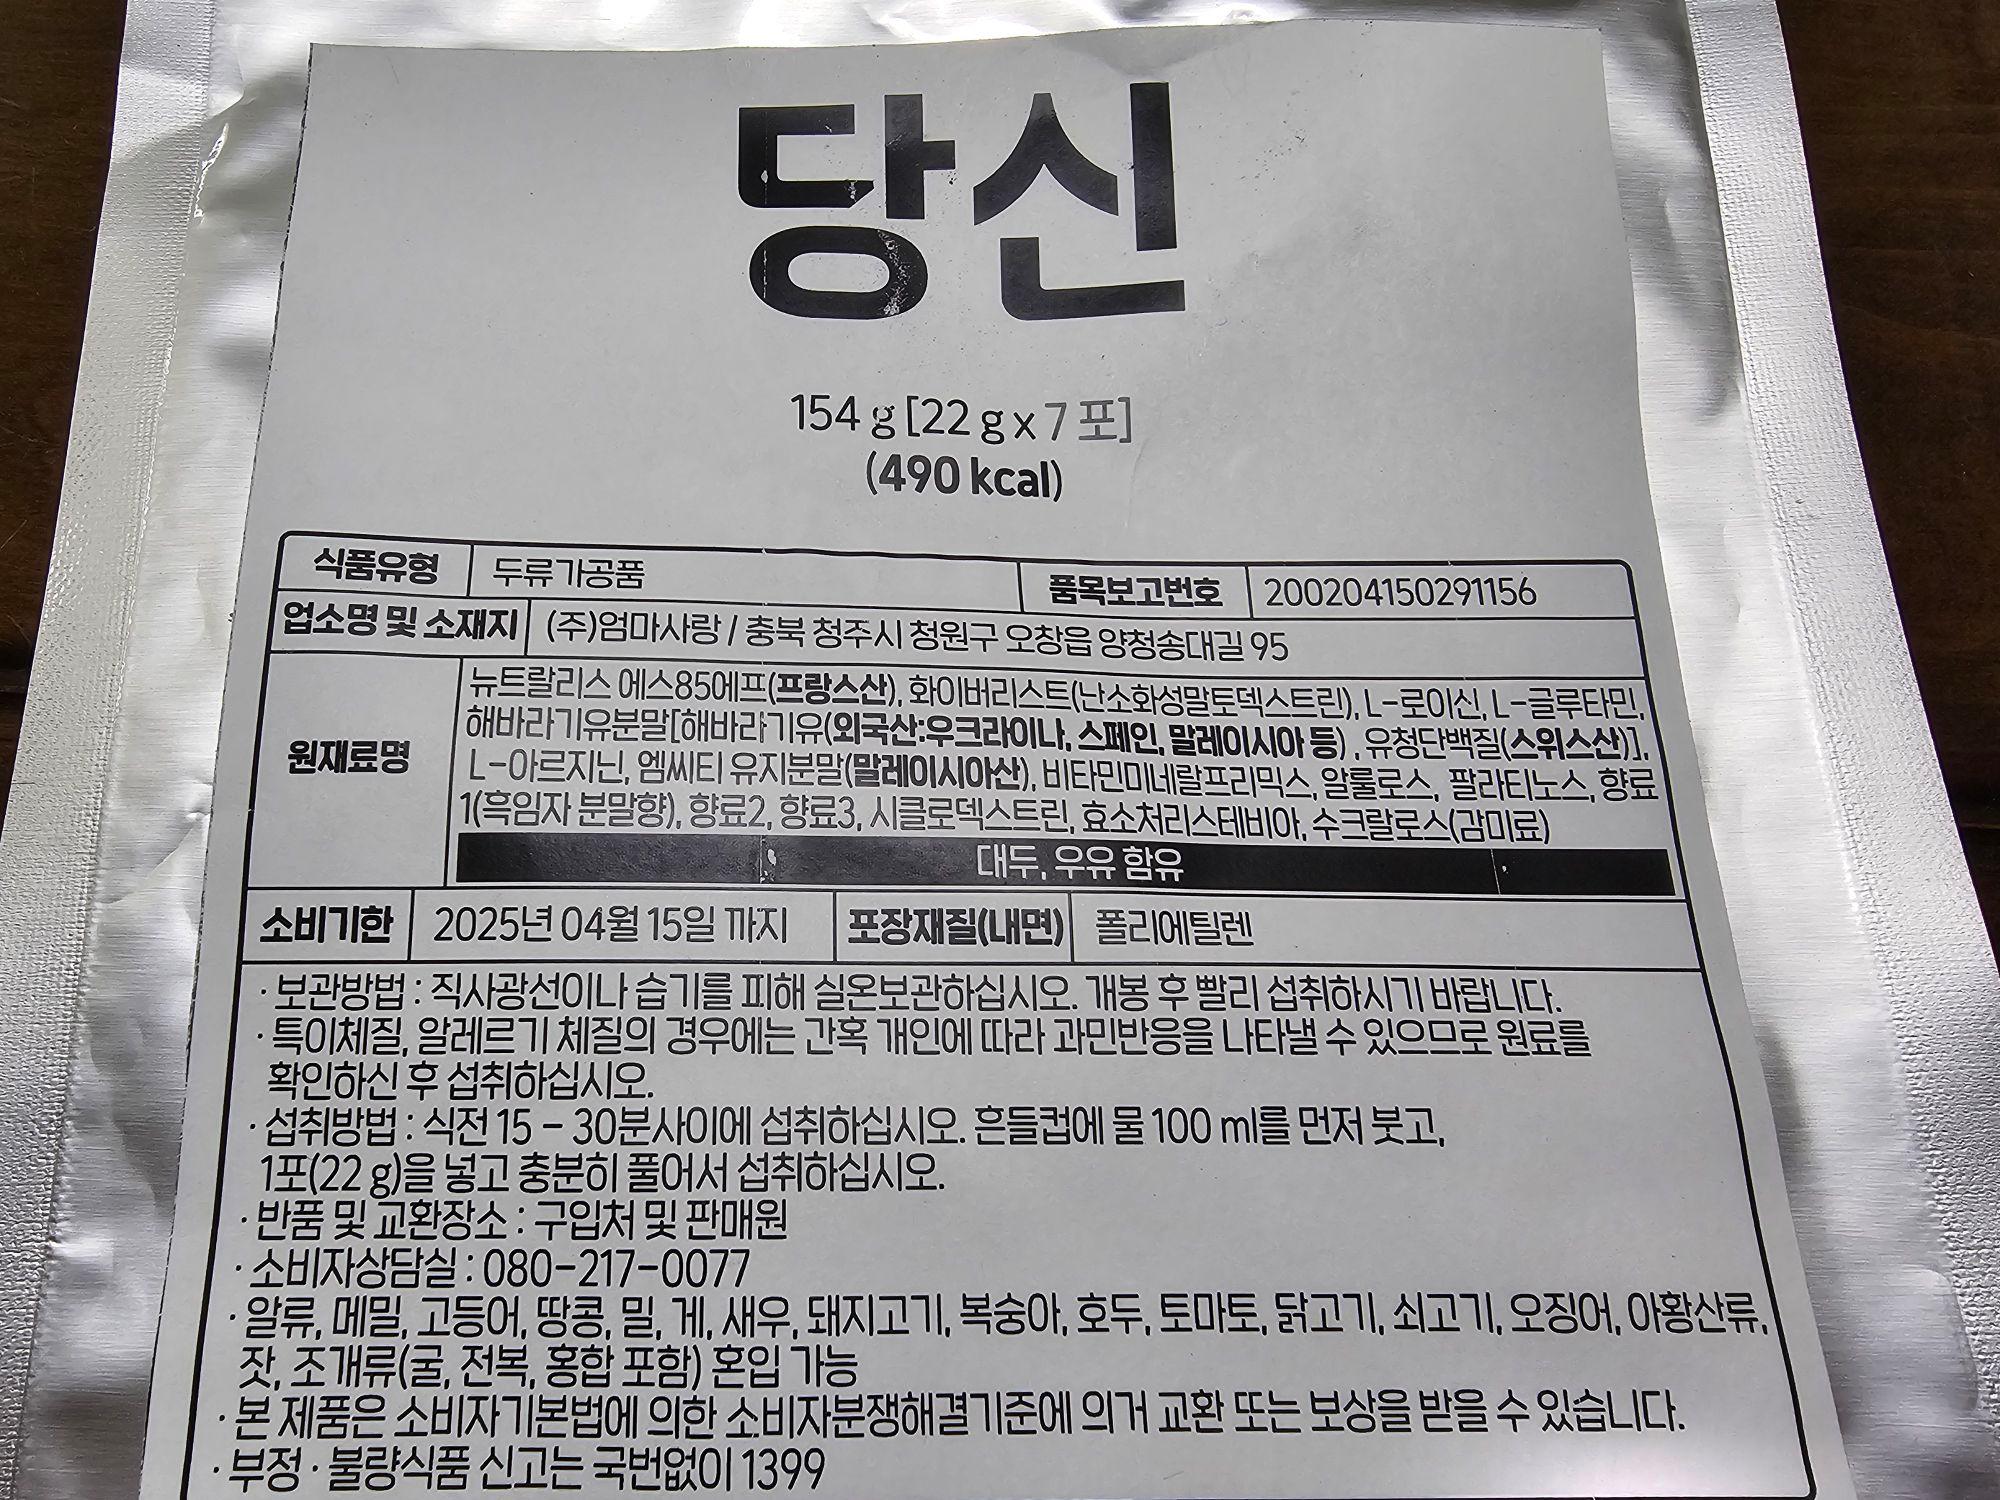 당신
154 g [22 g x 7 포]
(490 kcal)
식품유형 두류가공품 품목보고번호 200204150291156
업소명 및 소재지 (주)엄마사랑 / 충북 청주시 청원구 오창읍 양청송대길 95
원재료명
뉴트랄리스 에스85에프(프랑스산), 화이버리스트(난소화성말토덱스트린), L-로이신, L-글루타민,
해바라기유분말[해바라기유(외국산:우크라이나, 스페인, 말레이시아 등) , 유청단백질(스위스산)],
L-아르지닌, 엠씨티 유지분말(말레이시아산), 비타민미네랄프리믹스, 알룰로스, 팔라티노스, 향료
1(흑임자 분말향), 향료2, 향료3, 시클로덱스트린, 효소처리스테비아, 수크랄로스(감미료)
대두, 우유 함유
소비기한 2025년 04월 15일 까지 포장재질(내면) 폴리에틸렌
· 보관방법 : 직사광선이나 습기를 피해 실온보관하십시오. 개봉 후 빨리 섭취하시기 바랍니다.
· 특이체질, 알레르기 체질의 경우에는 간혹 개인에 따라 과민반응을 나타낼 수 있으므로 원료를
확인하신 후 섭취하십시오.
· 섭취방법 : 식전 15 - 30분사이에 섭취하십시오. 흔들컵에 물 100 ml를 먼저 붓고,
1포(22 g)을 넣고 충분히 풀어서 섭취하십시오.
· 반품 및 교환장소 : 구입처 및 판매원
· 소비자상담실 : 080-217-0077
· 알류, 메밀, 고등어, 땅콩, 밀, 게, 새우, 돼지고기, 복숭아, 호두, 토마토, 닭고기, 쇠고기, 오징어, 아황산류,
잣, 조개류(굴, 전복, 홍합 포함) 혼입 가능
· 본 제품은 소비자기본법에 의한 소비자분쟁해결기준에 의거 교환 또는 보상을 받을 수 있습니다.
· 부정 · 불량식품 신고는 국번없이 1399